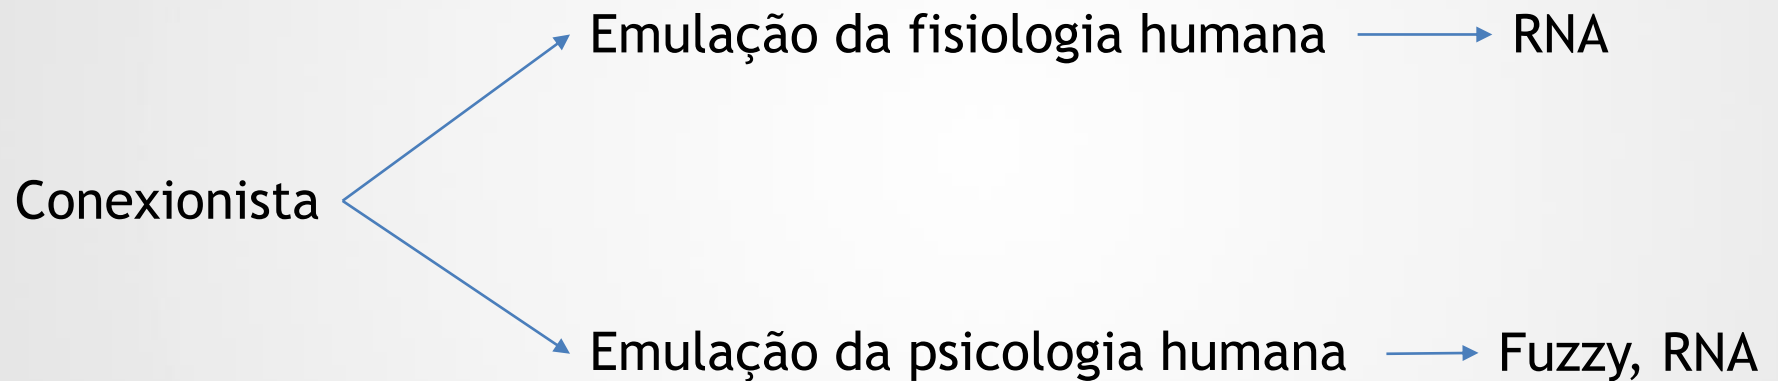 Emulação da fisiologia humana
RNA
Conexionista
Emulação da psicologia humana
Fuzzy, RNA